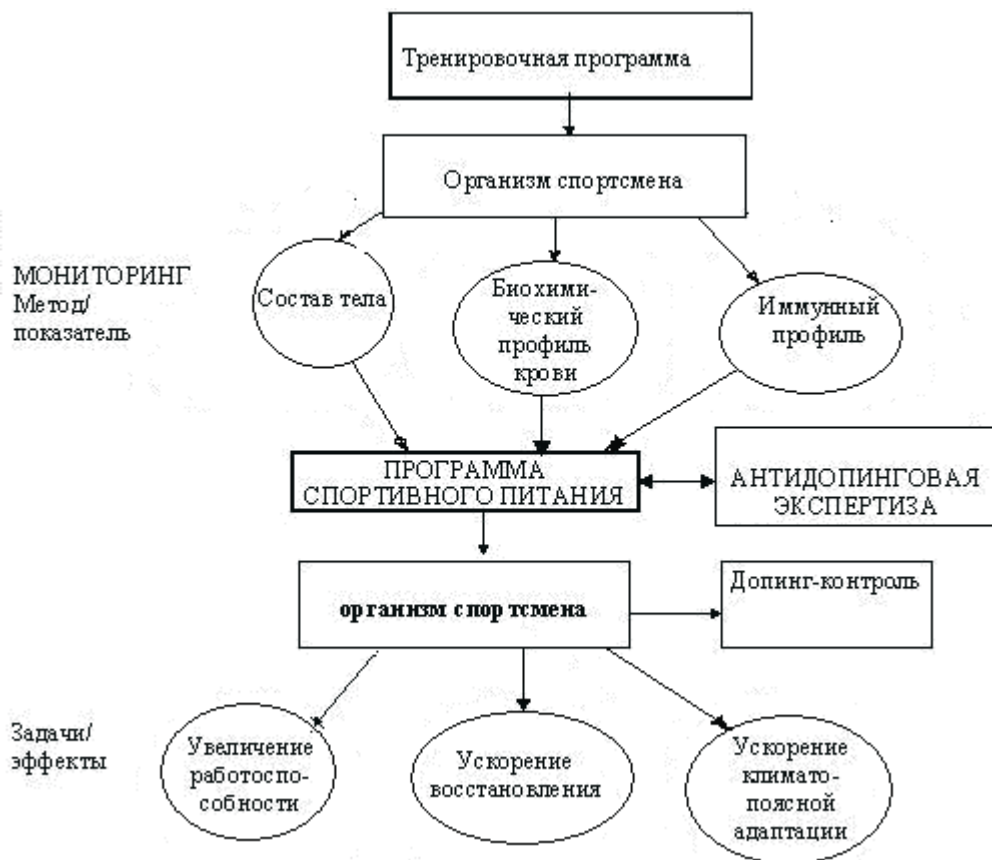 Тренировочная программа
Организм спортсмена
МОНИТОРИНГ
Метод/
показатель
Состав тела
Биохими-
ческий
профиль
крови
Иммунный
профиль
ПРОГРАММА
СПОРТИВНОГО ПИТАНИЯ
АНТИДОПИНГОВАЯ
ЭКСПЕРТИЗА
организм спортсмена
Допинг-контроль
Задачи/
эффекты
Увеличение
работоспо-
собности
Ускорение
восстановления
Ускорение
климато-
поясной
адаптации